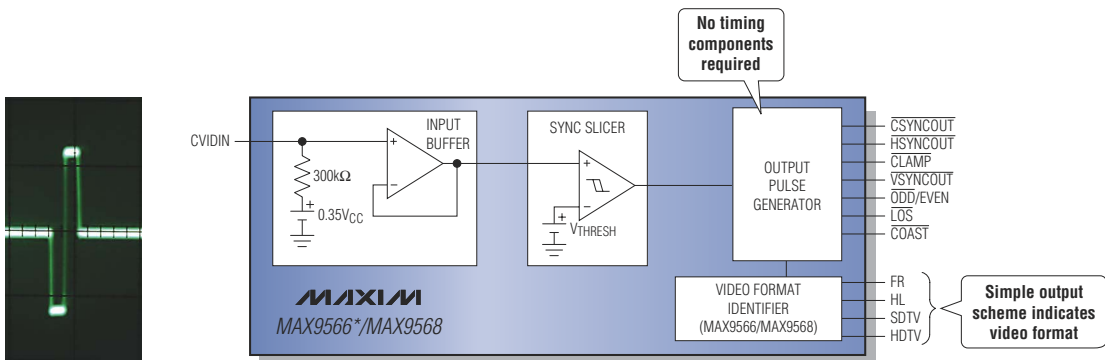 No timing
components
required
CVIDIN
INPUT
BUFFER
+
−
300kΩ
+
0.35VCC
SYNC SLICER
+
−
+
VTHRESH
OUTPUT
PULSE
GENERATOR
CSYNCOUT
HSYNCOUT
CLAMP
VSYNCOUT
ODD/EVEN
LOS
COAST
MAXIM
MAX9566*/MAX9568
VIDEO FORMAT
IDENTIFIER
(MAX9566/MAX9568)
FR
HL
SDTV
HDTV
Simple output
scheme indicates
video format